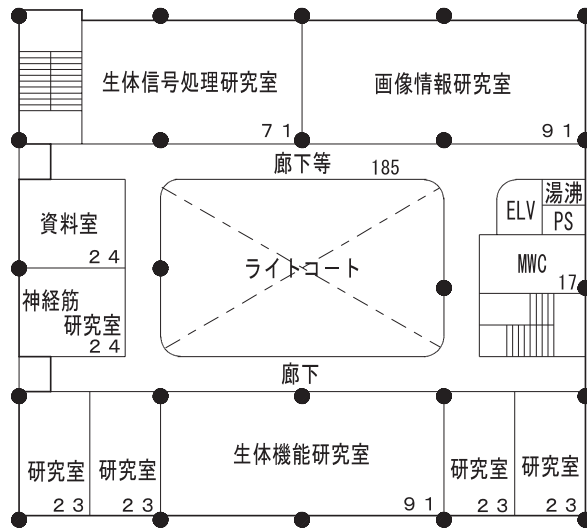 生体信号処理研究室
画像情報研究室
７１
９１
廊下等
185
資料室
２４
ELV
湯沸
PS
ライトコート
MWC
17
神経筋
研究室
２４
廊下
研究室
２３
研究室
２３
生体機能研究室
９１
研究室
２３
研究室
２３